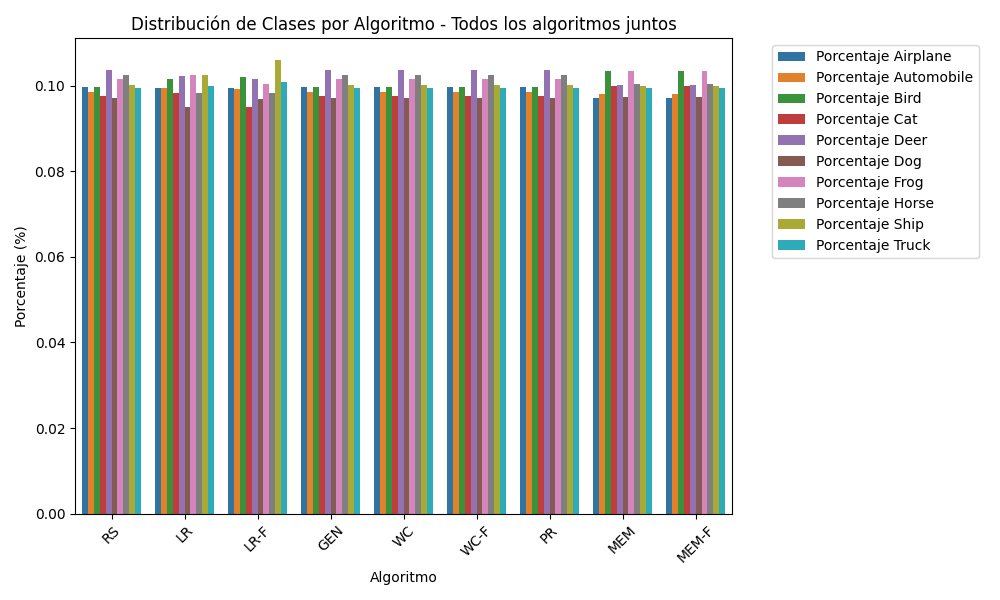 Distribución de Clases por Algoritmo - Todos los algoritmos juntos
Porcentaje (%)
0.10
0.08
0.06
0.04
0.02
0.00
RS
LR
LR-F
GEN
WC
WC-F
PR
MEM
MEM-F
Algoritmo
Porcentaje Airplane
Porcentaje Automobile
Porcentaje Bird
Porcentaje Cat
Porcentaje Deer
Porcentaje Dog
Porcentaje Frog
Porcentaje Horse
Porcentaje Ship
Porcentaje Truck